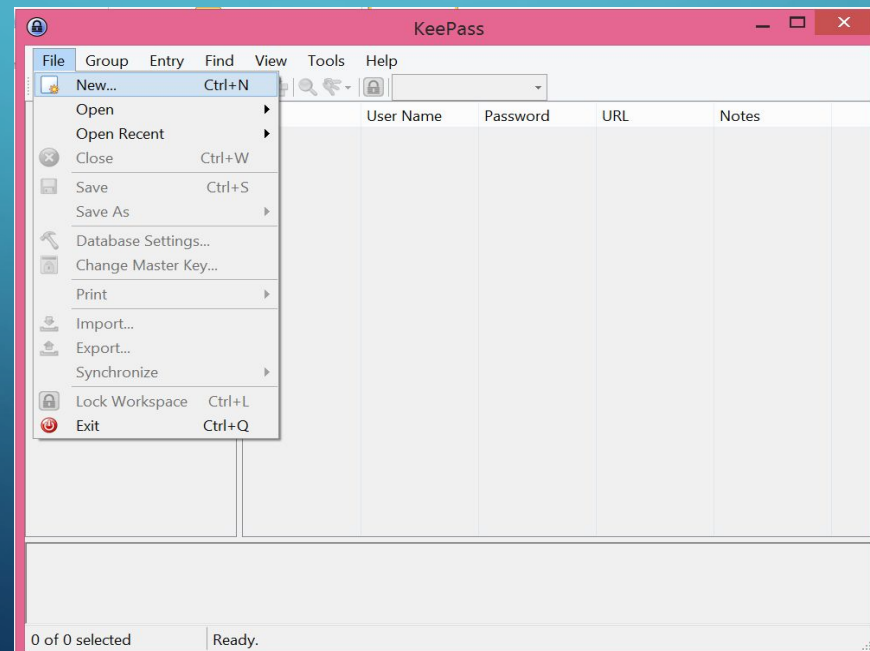 KeePass
File Group Entry Find View Tools Help
New... Ctrl+N
Open
Open Recent
Close Ctrl+W
Save Ctrl+S
Save As
Database Settings...
Change Master Key...
Print
Import...
Export...
Synchronize
Lock Workspace Ctrl+L
Exit Ctrl+Q
User Name Password URL Notes
0 of 0 selected Ready.